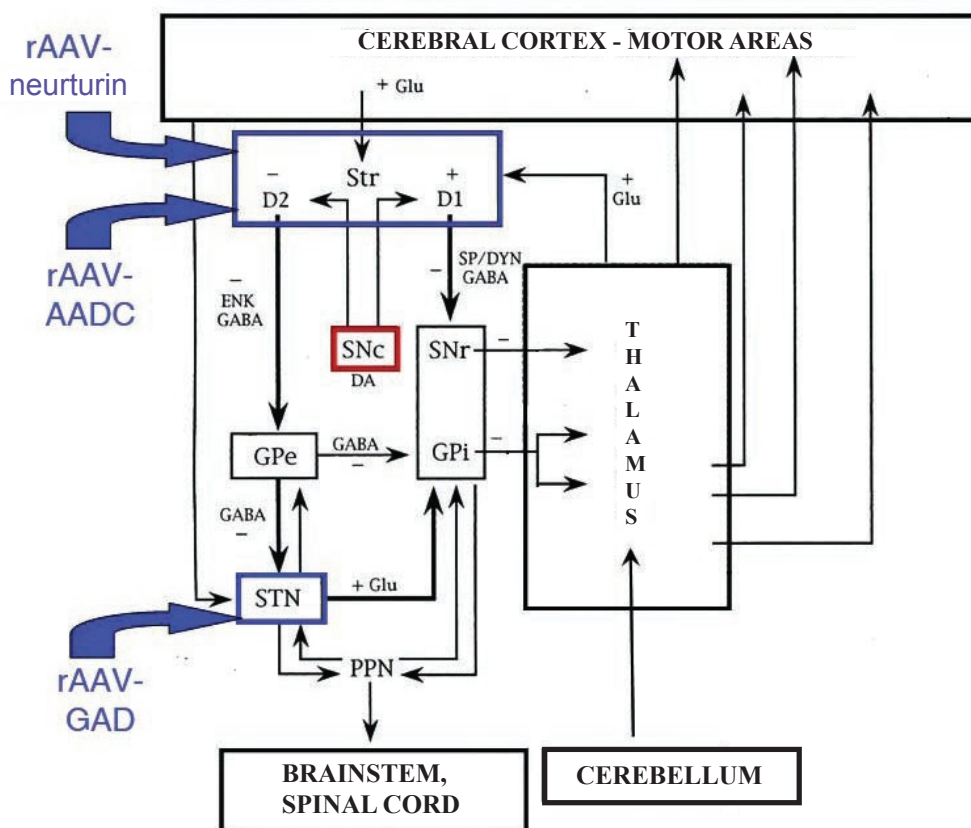 rAAV-
neurturin
CEREBRAL CORTEX - MOTOR AREAS
+ Glu
Str
−
D2
+
D1
+
Glu
rAAV-
AADC
−
ENK
GABA
−
SP/DYN
GABA
SNc
DA
SNr
−
THALAMUS
GPe
GABA
−
GPi
−
GABA
−
STN
+ Glu
rAAV-
GAD
PPN
BRAINSTEM,
SPINAL CORD
CEREBELLUM